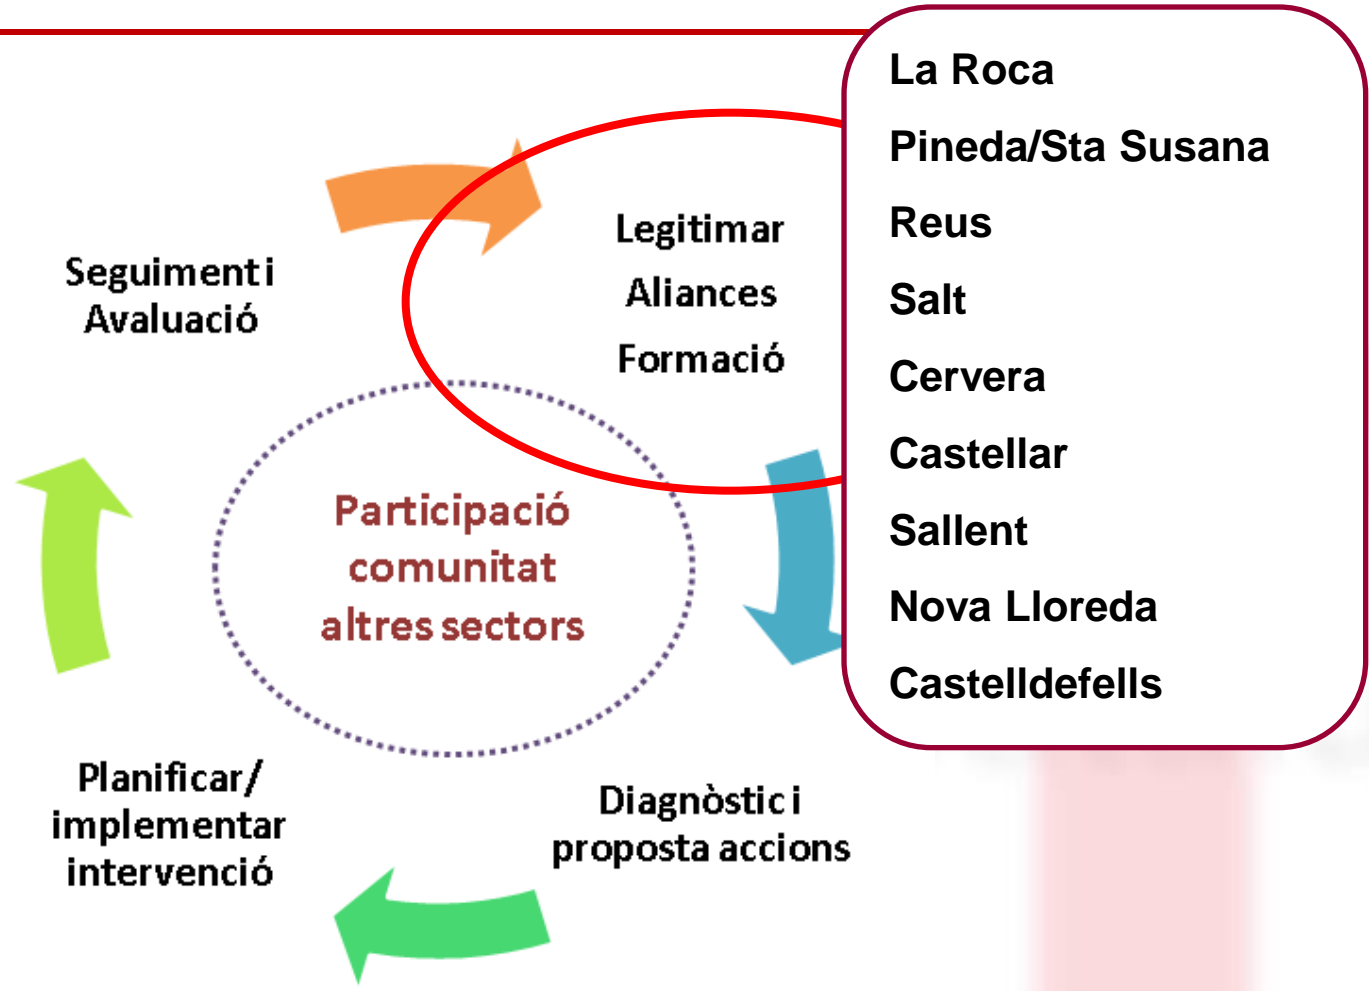 La Roca
Pineda/Sta Susana
Reus
Salt
Cervera
Castellar
Sallent
Nova Lloreda
Castelldefells
Legitimar
Aliances
Formació
Seguiment i
Avaluació
Participació
comunitat
altres sectors
Planificar/
implementar
intervenció
Diagnòstic i
proposta accions